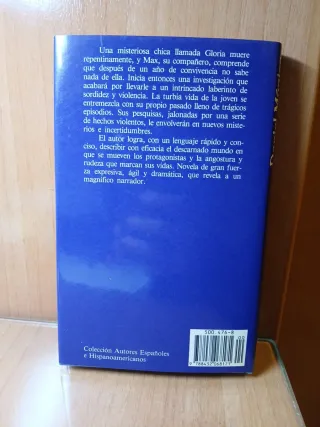 Una misteriosa chica llamada Gloria muere
repentinamente, y Max, su compañero, comprende
que después de un año de convivencia no sabe
nada de ella. Inicia entonces una investigación que
acabará por llevarle a un intrincado laberinto de
sordidez y violencia. La turbia vida de la joven se
entremezcla con su propio pasado lleno de trágicos
episodios. Sus pesquisas, jalonadas por una serie
de hechos violentos, le envolverán en nuevos miste-
rios e incertidumbres.
El autor logra, con un lenguaje rápido y con-
ciso, describir con eficacia el descarnado mundo en
que se mueven los protagonistas y la angostura y
rudeza que marcan sus vidas. Novela de gran fuer-
za expresiva, ágil y dramática, que revela a un
magnífico narrador.
Colección Autores Españoles
e Hispanoamericanos